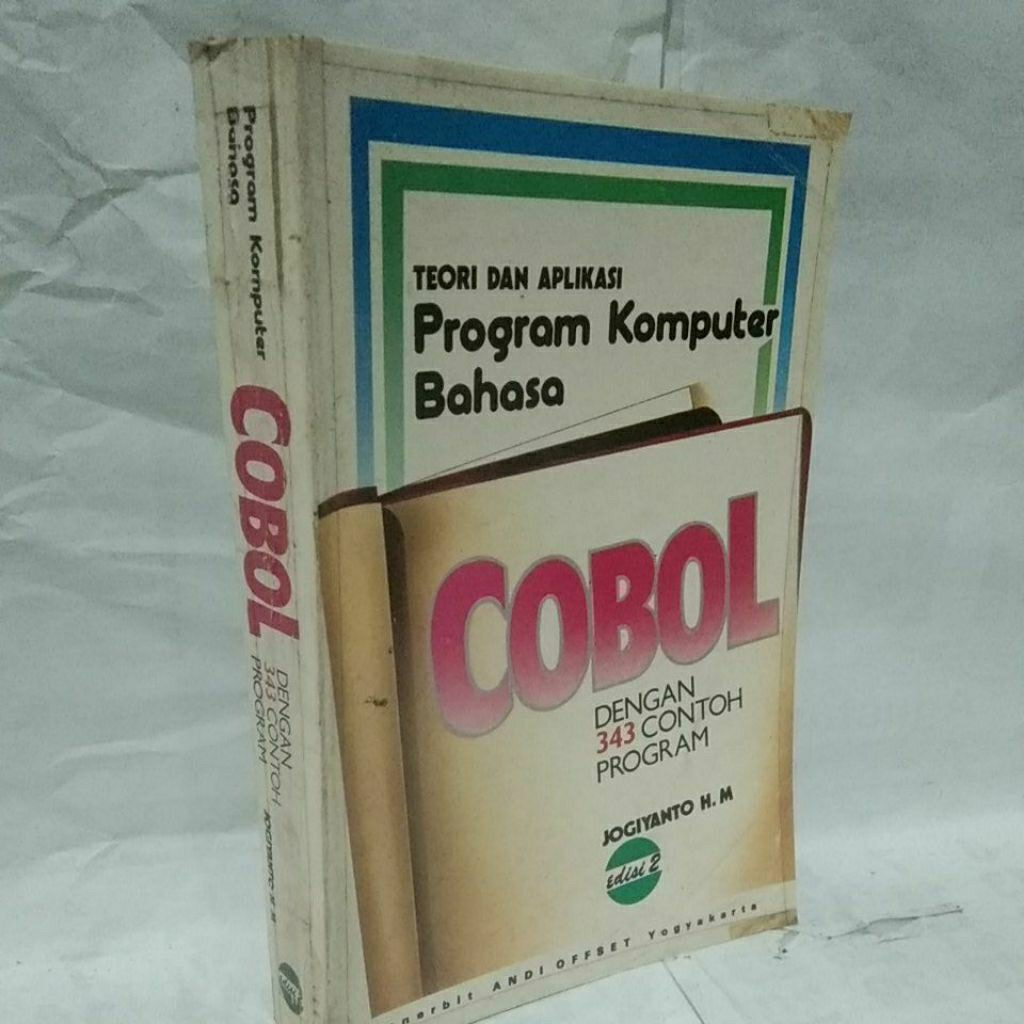 Program Komputer
Bahasa
COBOL
DENGAN
343 CONTOH
PROGRAM
JOGIYANTO H. M
TEORI DAN APLIKASI
Program Komputer
Bahasa
COBOL
DENGAN
343 CONTOH
PROGRAM
JOGIYANTO H. M
Edisi 2
ANDI OFFSET Yogyakarta